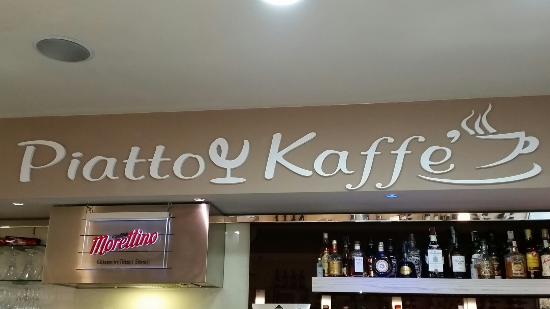 Piatto Y Kaffe'
Morettino